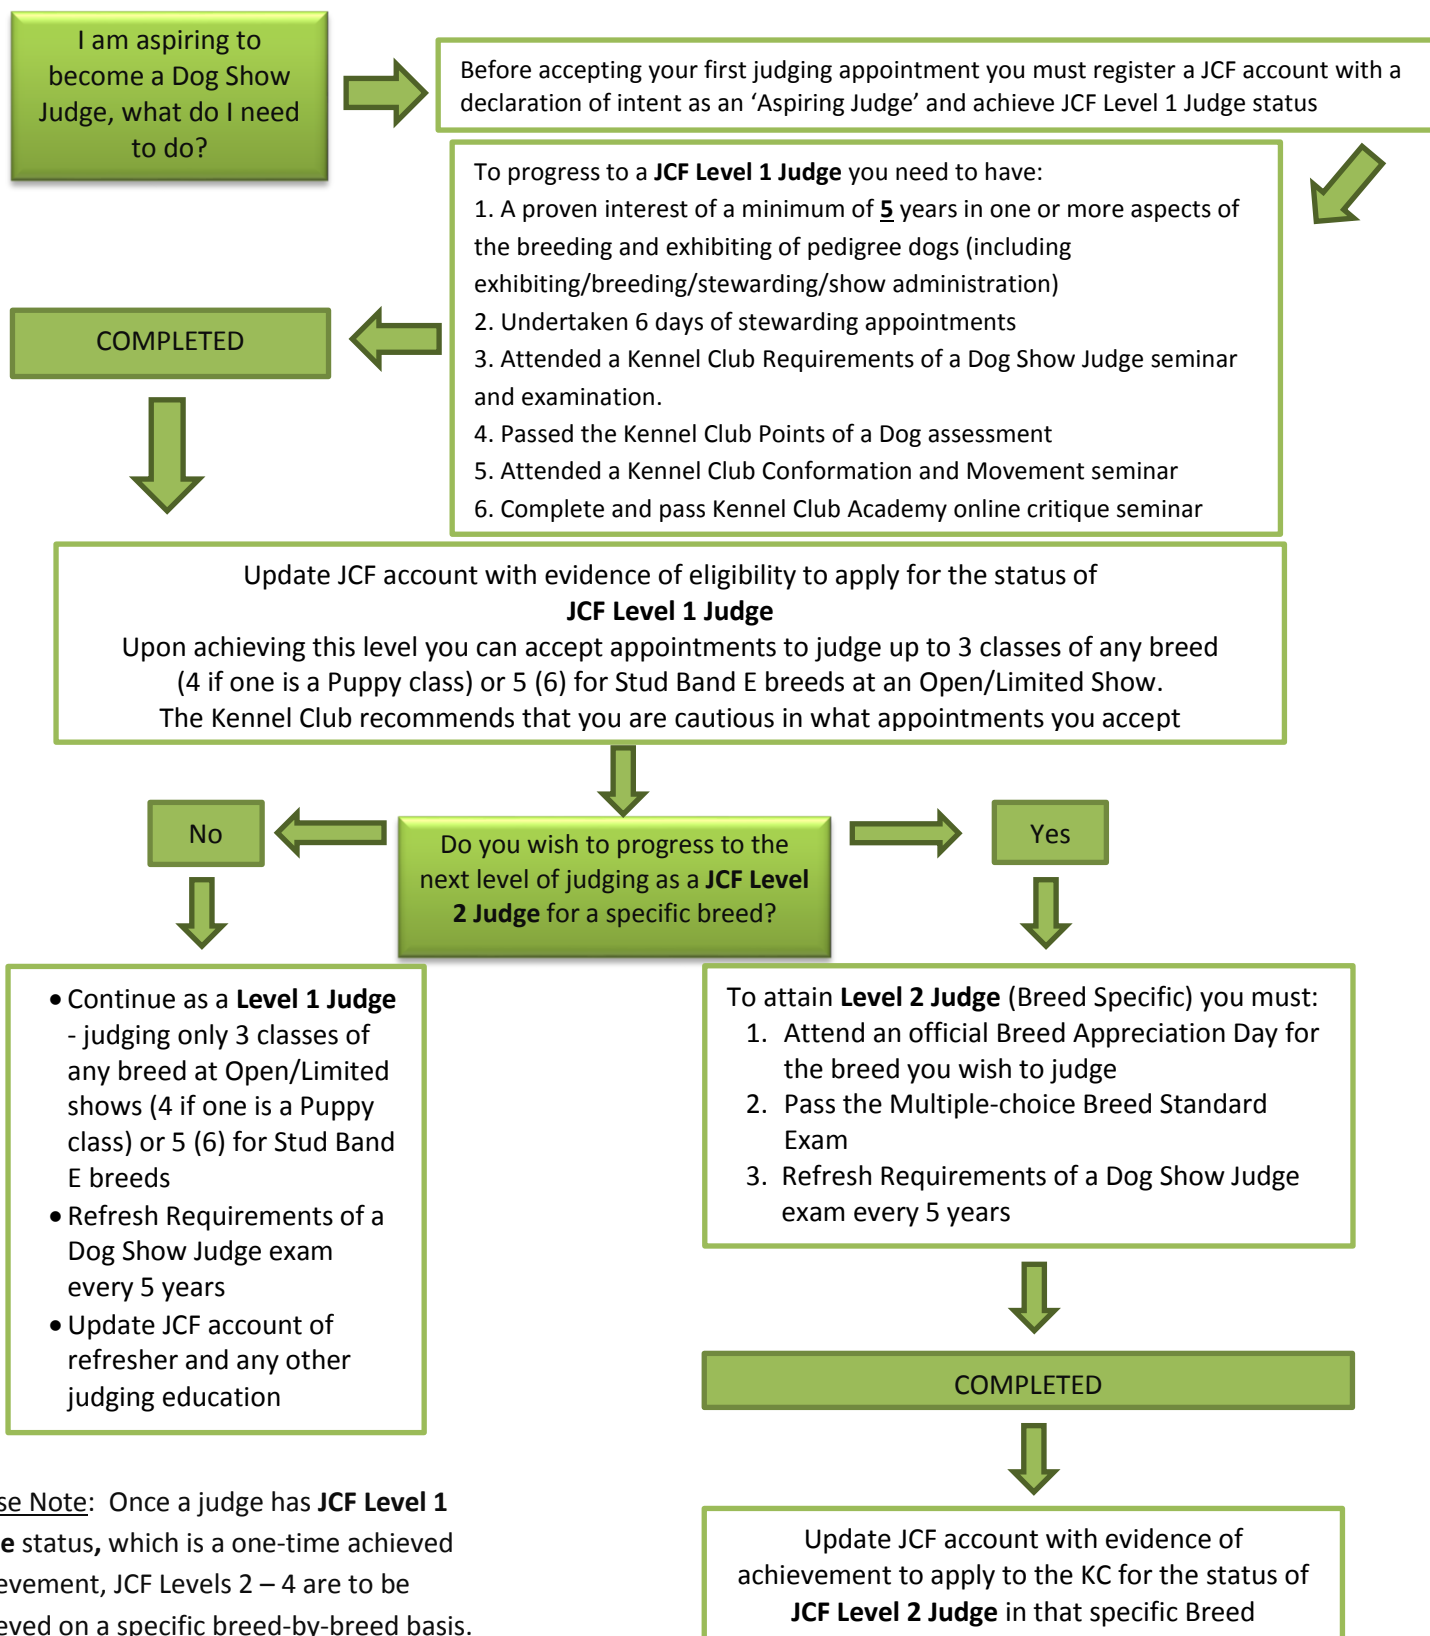 I am aspiring to
become a Dog Show
Judge, what do I need
to do?
Before accepting your first judging appointment you must register a JCF account with a
declaration of intent as an ‘Aspiring Judge’ and achieve JCF Level 1 Judge status
To progress to a JCF Level 1 Judge you need to have:
1. A proven interest of a minimum of 5 years in one or more aspects of
the breeding and exhibiting of pedigree dogs (including
exhibiting/breeding/stewarding/show administration)
2. Undertaken 6 days of stewarding appointments
3. Attended a Kennel Club Requirements of a Dog Show Judge seminar
and examination.
4. Passed the Kennel Club Points of a Dog assessment
5. Attended a Kennel Club Conformation and Movement seminar
6. Complete and pass Kennel Club Academy online critique seminar
COMPLETED
Update JCF account with evidence of eligibility to apply for the status of
JCF Level 1 Judge
Upon achieving this level you can accept appointments to judge up to 3 classes of any breed
(4 if one is a Puppy class) or 5 (6) for Stud Band E breeds at an Open/Limited Show.
The Kennel Club recommends that you are cautious in what appointments you accept
No
Do you wish to progress to the
next level of judging as a JCF Level
2 Judge for a specific breed?
Yes
• Continue as a Level 1 Judge
- judging only 3 classes of
any breed at Open/Limited
shows (4 if one is a Puppy
class) or 5 (6) for Stud Band
E breeds
• Refresh Requirements of a
Dog Show Judge exam
every 5 years
• Update JCF account of
refresher and any other
judging education
To attain Level 2 Judge (Breed Specific) you must:
1. Attend an official Breed Appreciation Day for
the breed you wish to judge
2. Pass the Multiple-choice Breed Standard
Exam
3. Refresh Requirements of a Dog Show Judge
exam every 5 years
COMPLETED
Update JCF account with evidence of
achievement to apply to the KC for the status of
JCF Level 2 Judge in that specific Breed
Note: Once a judge has JCF Level 1
status, which is a one-time achieved
JCF Levels 2 – 4 are to be
on a specific breed-by-breed basis.